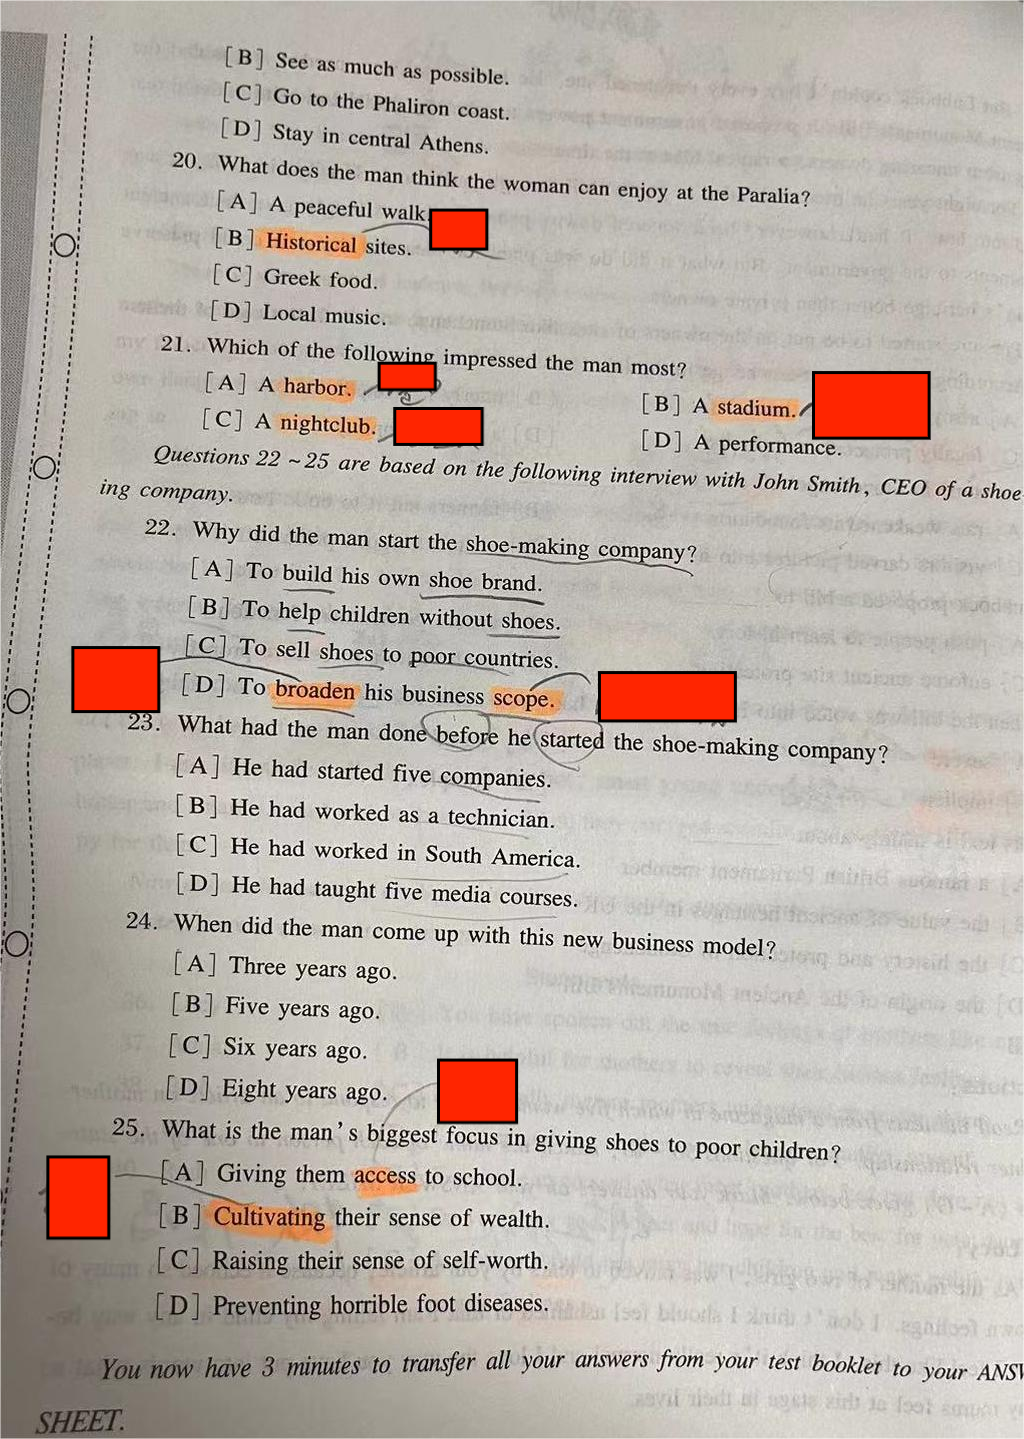 [B] See as much as possible.
[C] Go to the Phaliron coast.
[D] Stay in central Athens.
20. What does the man think the woman can enjoy at the Paralia?
[A] A peaceful walk.
[B] Historical sites.
[C] Greek food.
[D] Local music.
21. Which of the following impressed the man most?
[A] A harbor.
[B] A stadium.
[C] A nightclub.
[D] A performance.
Questions 22 ~ 25 are based on the following interview with John Smith, CEO of a shoe-
ing company.
22. Why did the man start the shoe-making company?
[A] To build his own shoe brand.
[B] To help children without shoes.
[C] To sell shoes to poor countries.
[D] To broaden his business scope.
23. What had the man done before he started the shoe-making company?
[A] He had started five companies.
[B] He had worked as a technician.
[C] He had worked in South America.
[D] He had taught five media courses.
24. When did the man come up with this new business model?
[A] Three years ago.
[B] Five years ago.
[C] Six years ago.
[D] Eight years ago.
25. What is the man's biggest focus in giving shoes to poor children?
[A] Giving them access to school.
[B] Cultivating their sense of wealth.
[C] Raising their sense of self-worth.
[D] Preventing horrible foot diseases.
You now have 3 minutes to transfer all your answers from your test booklet to your ANSW
SHEET.